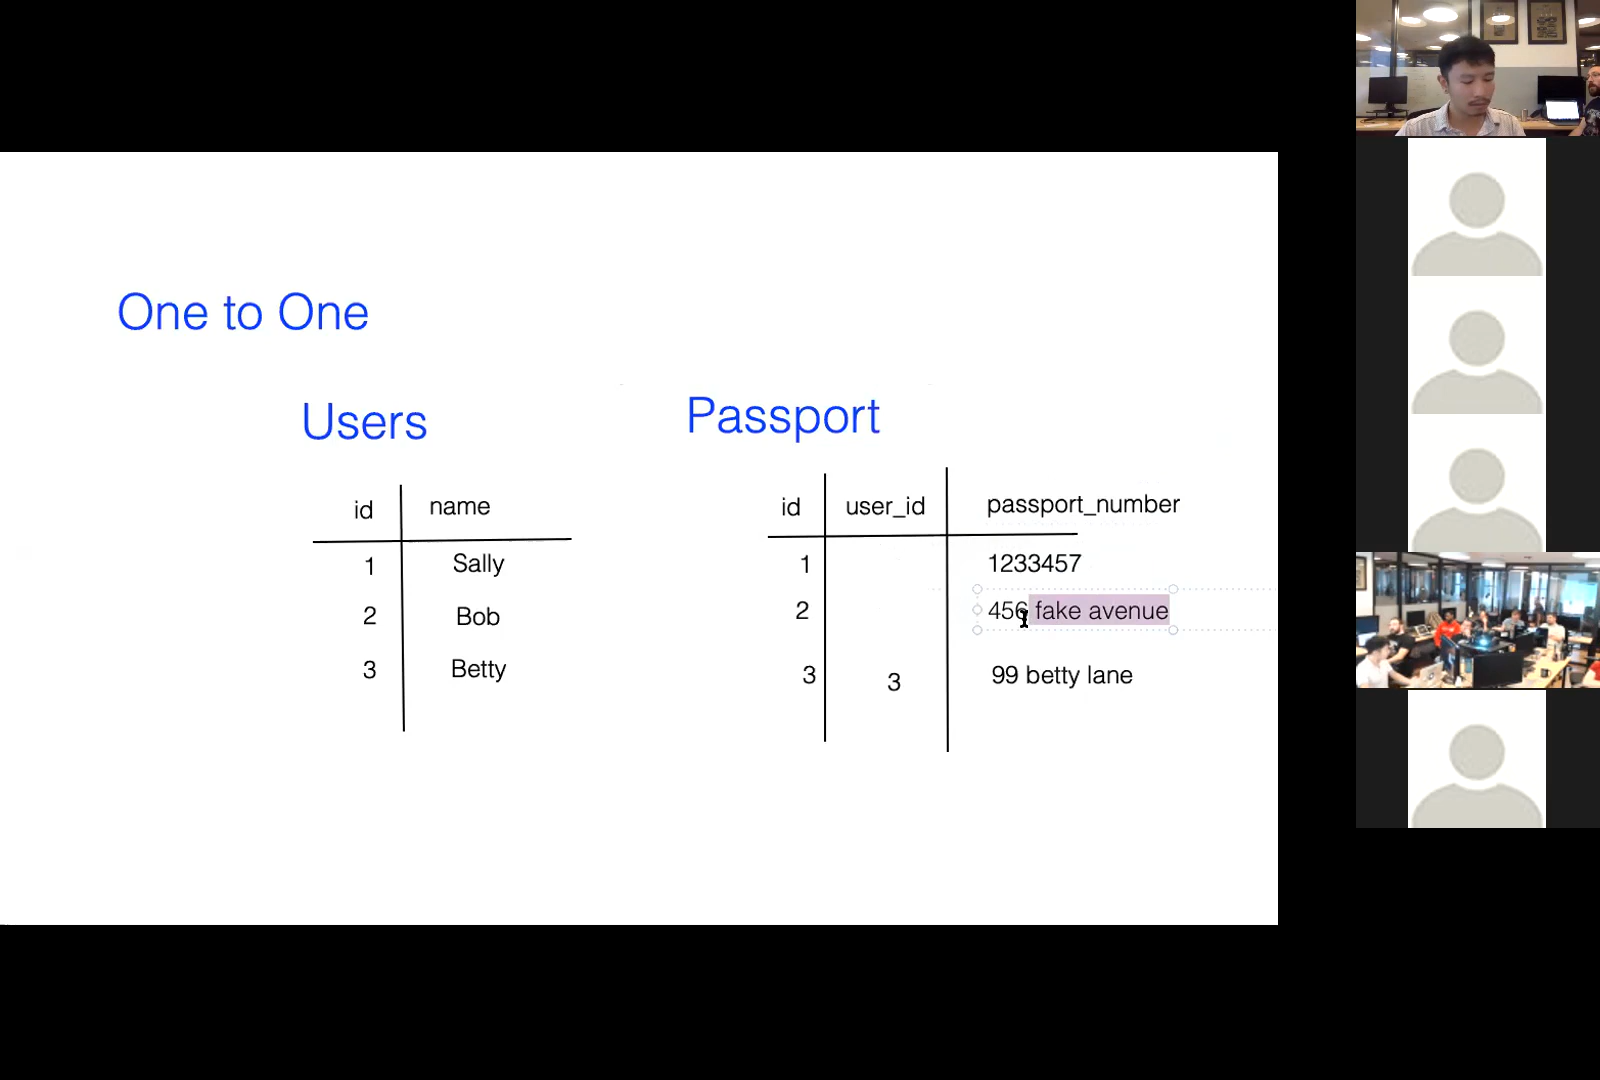 One to One
Users
id name
1 Sally
2 Bob
3 Betty
Passport
id user_id passport_number
1 1233457
2 456 fake avenue
3 3 99 betty lane